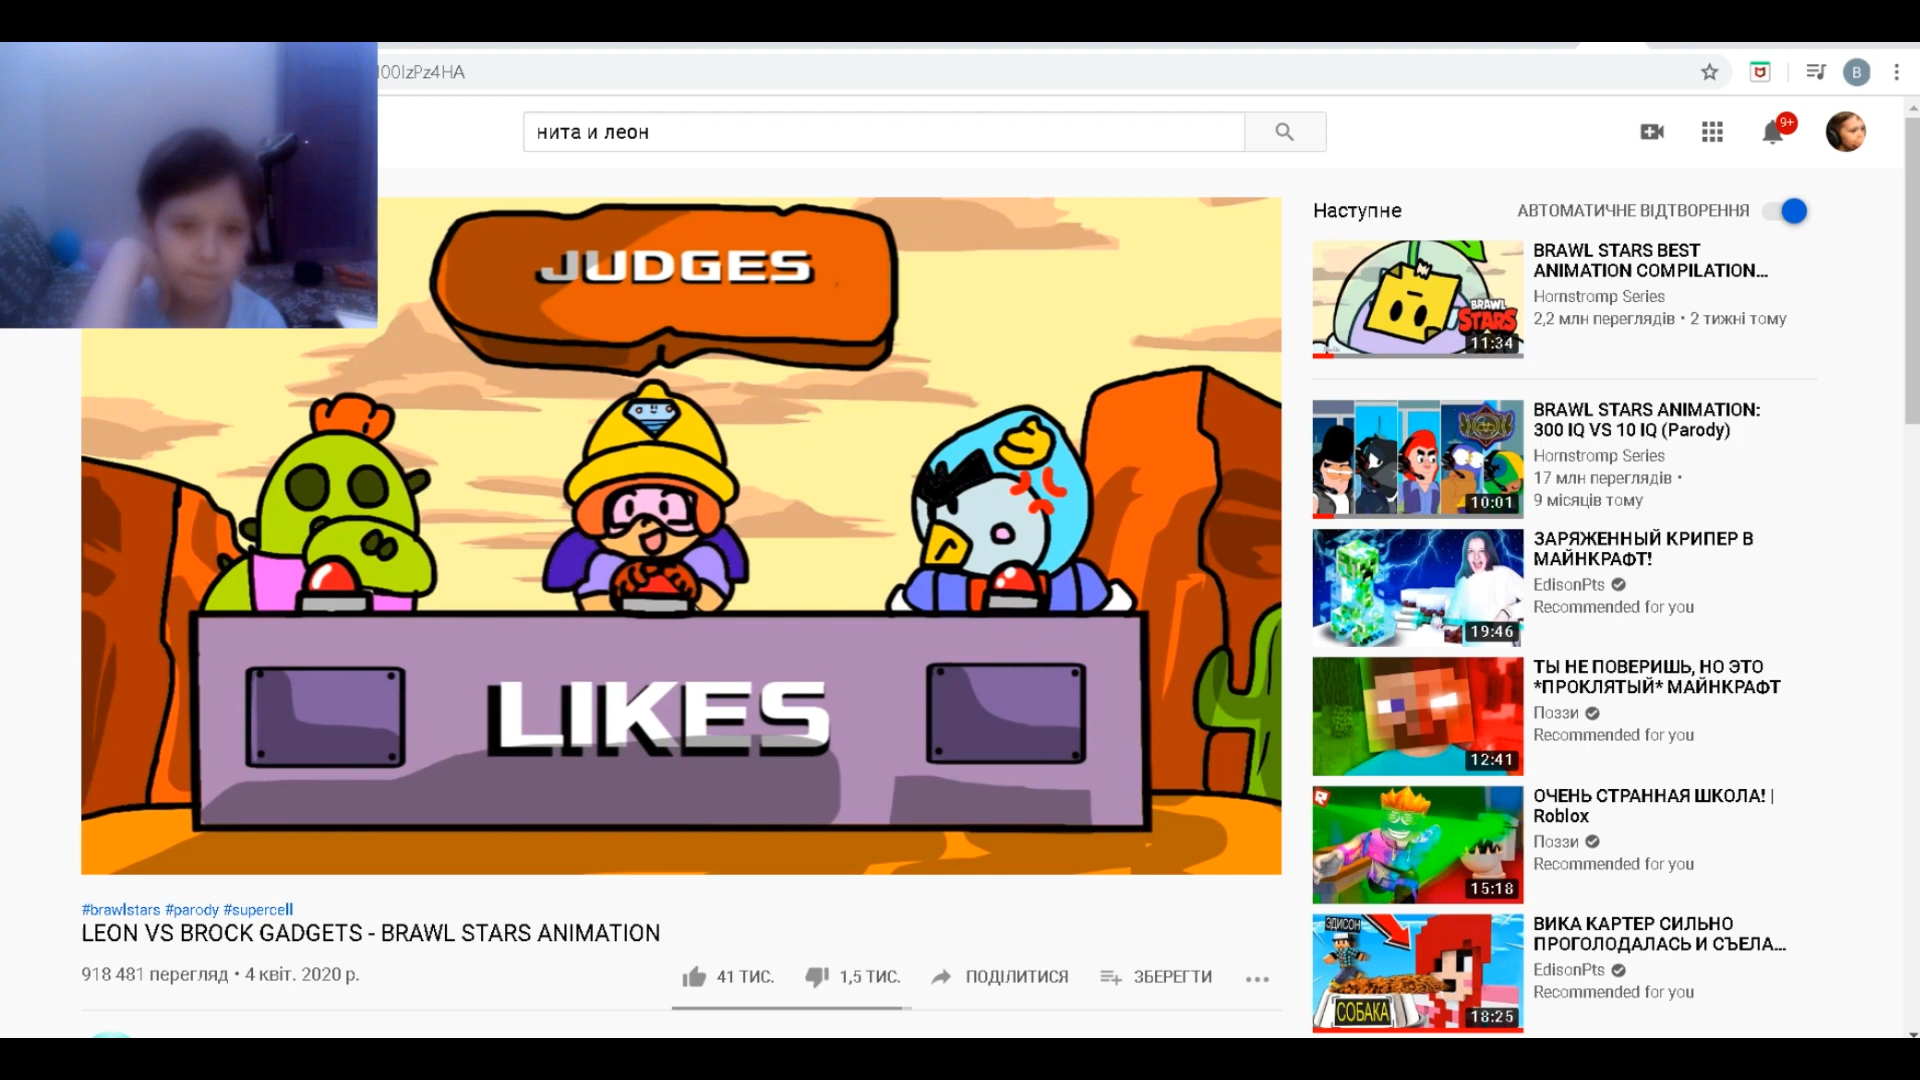 I00IzPz4HA
B
нита и леон
9+
JUDGES
LIKES
#brawlstars #parody #supercell
LEON VS BROCK GADGETS - BRAWL STARS ANIMATION
918 481 перегляд • 4 квіт. 2020 р.
41 ТИС.
1,5 ТИС.
ПОДІЛИТИСЯ
ЗБЕРЕГТИ
Наступне
АВТОМАТИЧНЕ ВІДТВОРЕННЯ
BRAWL STARS
11:34
BRAWL STARS BEST
ANIMATION COMPILATION...
Hornstromp Series
2,2 млн переглядів • 2 тижні тому
10:01
BRAWL STARS ANIMATION:
300 IQ VS 10 IQ (Parody)
Hornstromp Series
17 млн переглядів •
9 місяців тому
19:46
ЗАРЯЖЕННЫЙ КРИПЕР В
МАЙНКРАФТ!
EdisonPts
Recommended for you
12:41
ТЫ НЕ ПОВЕРИШЬ, НО ЭТО
*ПРОКЛЯТЫЙ* МАЙНКРАФТ
Поззи
Recommended for you
15:18
ОЧЕНЬ СТРАННАЯ ШКОЛА! |
Roblox
Поззи
Recommended for you
ЭДИСОН
СОБАКА
18:25
ВИКА КАРТЕР СИЛЬНО
ПРОГОЛОДАЛАСЬ И СЪЕЛА...
EdisonPts
Recommended for you